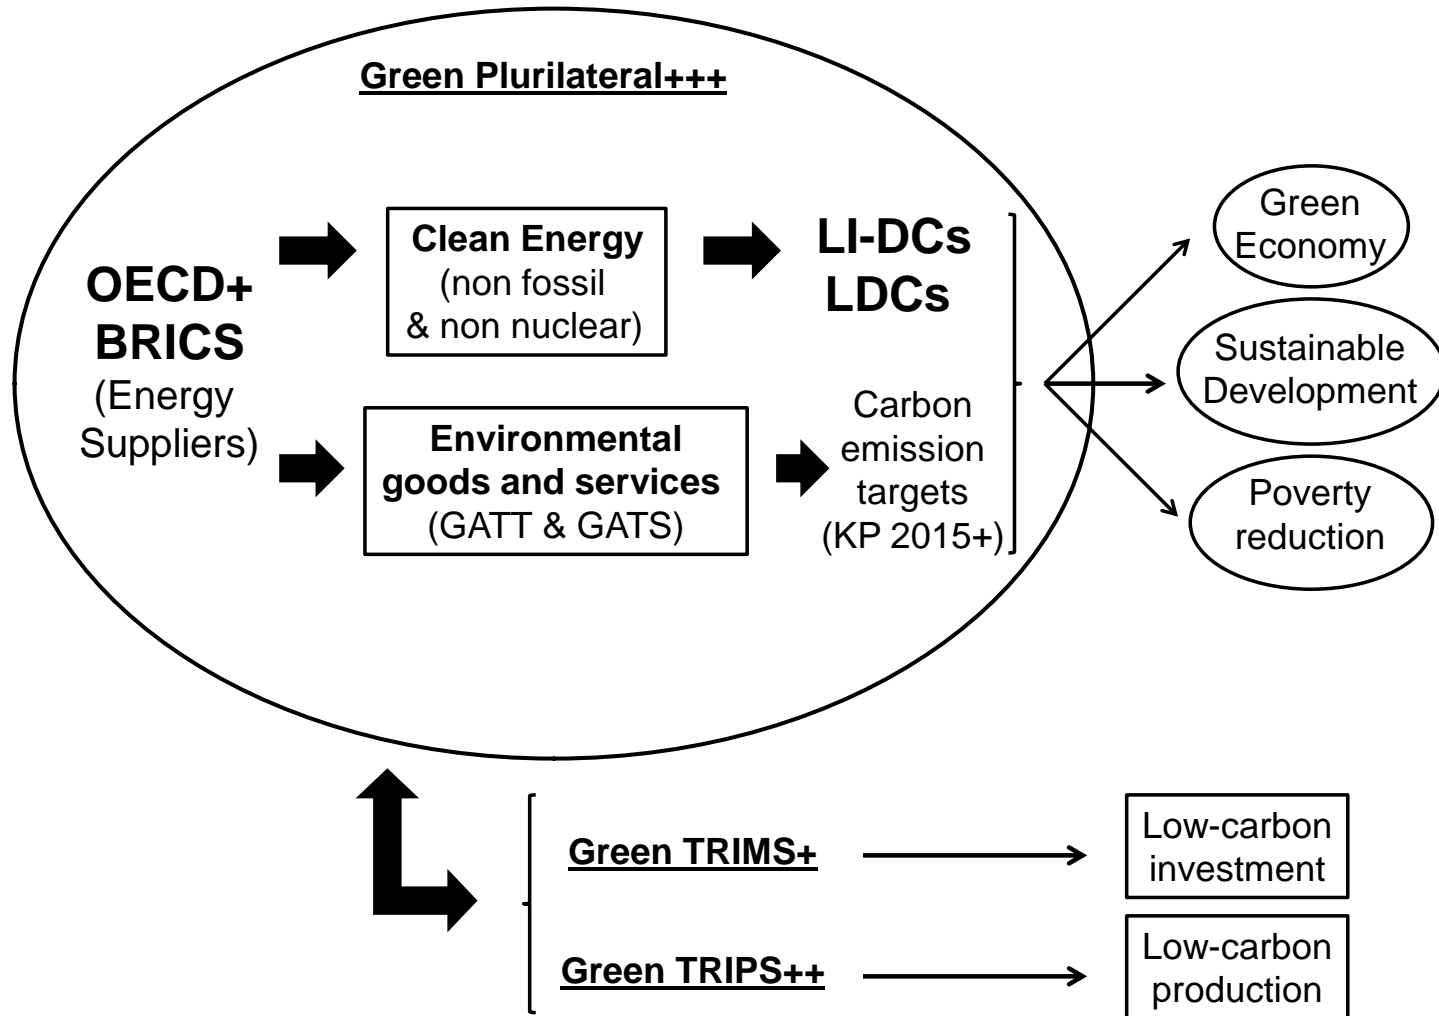 Green Plurilateral+++
OECD+
BRICS
(Energy
Suppliers)
Clean Energy
(non fossil
& non nuclear)
Environmental
goods and services
(GATT & GATS)
LI-DCs
LDCs
Carbon
emission
targets
(KP 2015+)
Green
Economy
Sustainable
Development
Poverty
reduction
Green TRIMS+
Low-carbon
investment
Green TRIPS++
Low-carbon
production